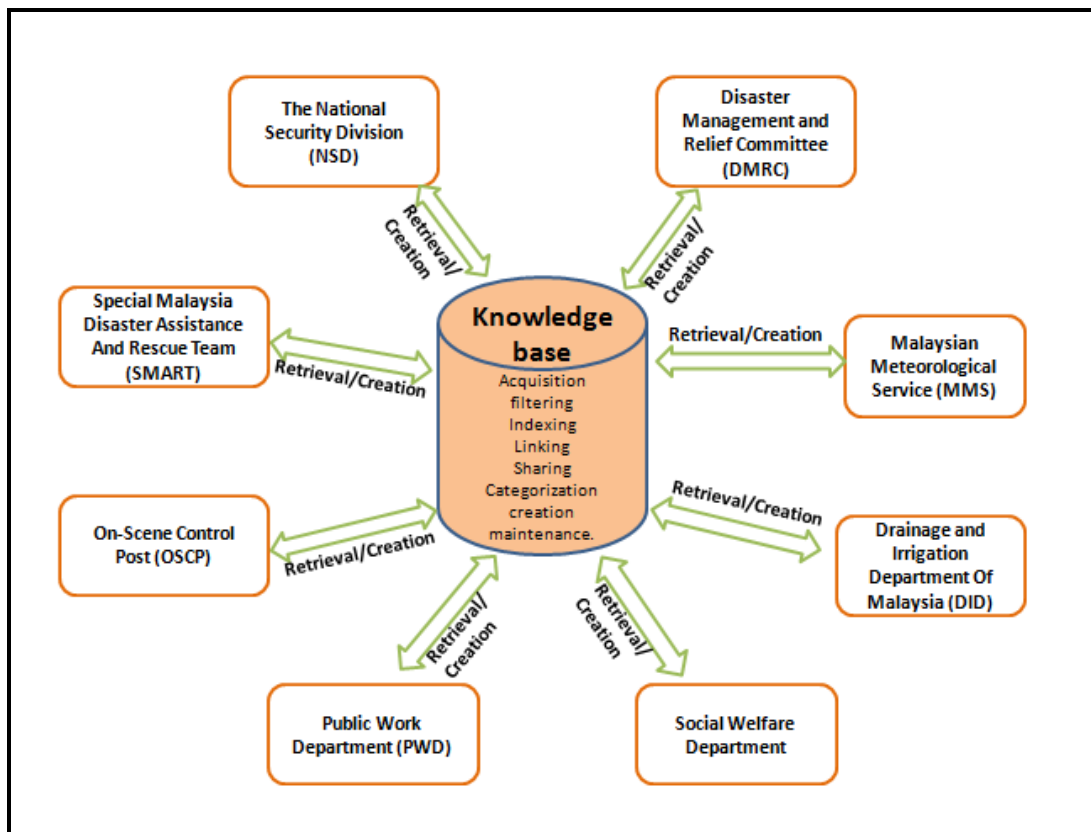 The National
Security Division
(NSD)
Disaster
Management and
Relief Committee
(DMRC)
Retrieval/
Creation
Retrieval/
Creation
Special Malaysia
Disaster Assistance
And Rescue Team
(SMART)
Retrieval/Creation
Knowledge
base
Acquisition
filtering
Indexing
Linking
Sharing
Categorization
creation
maintenance.
Retrieval/Creation
Malaysian
Meteorological
Service (MMS)
On-Scene Control
Post (OSCP)
Retrieval/Creation
Retrieval/Creation
Drainage and
Irrigation
Department Of
Malaysia (DID)
Retrieval/
Creation
Retrieval/
Creation
Public Work
Department (PWD)
Social Welfare
Department